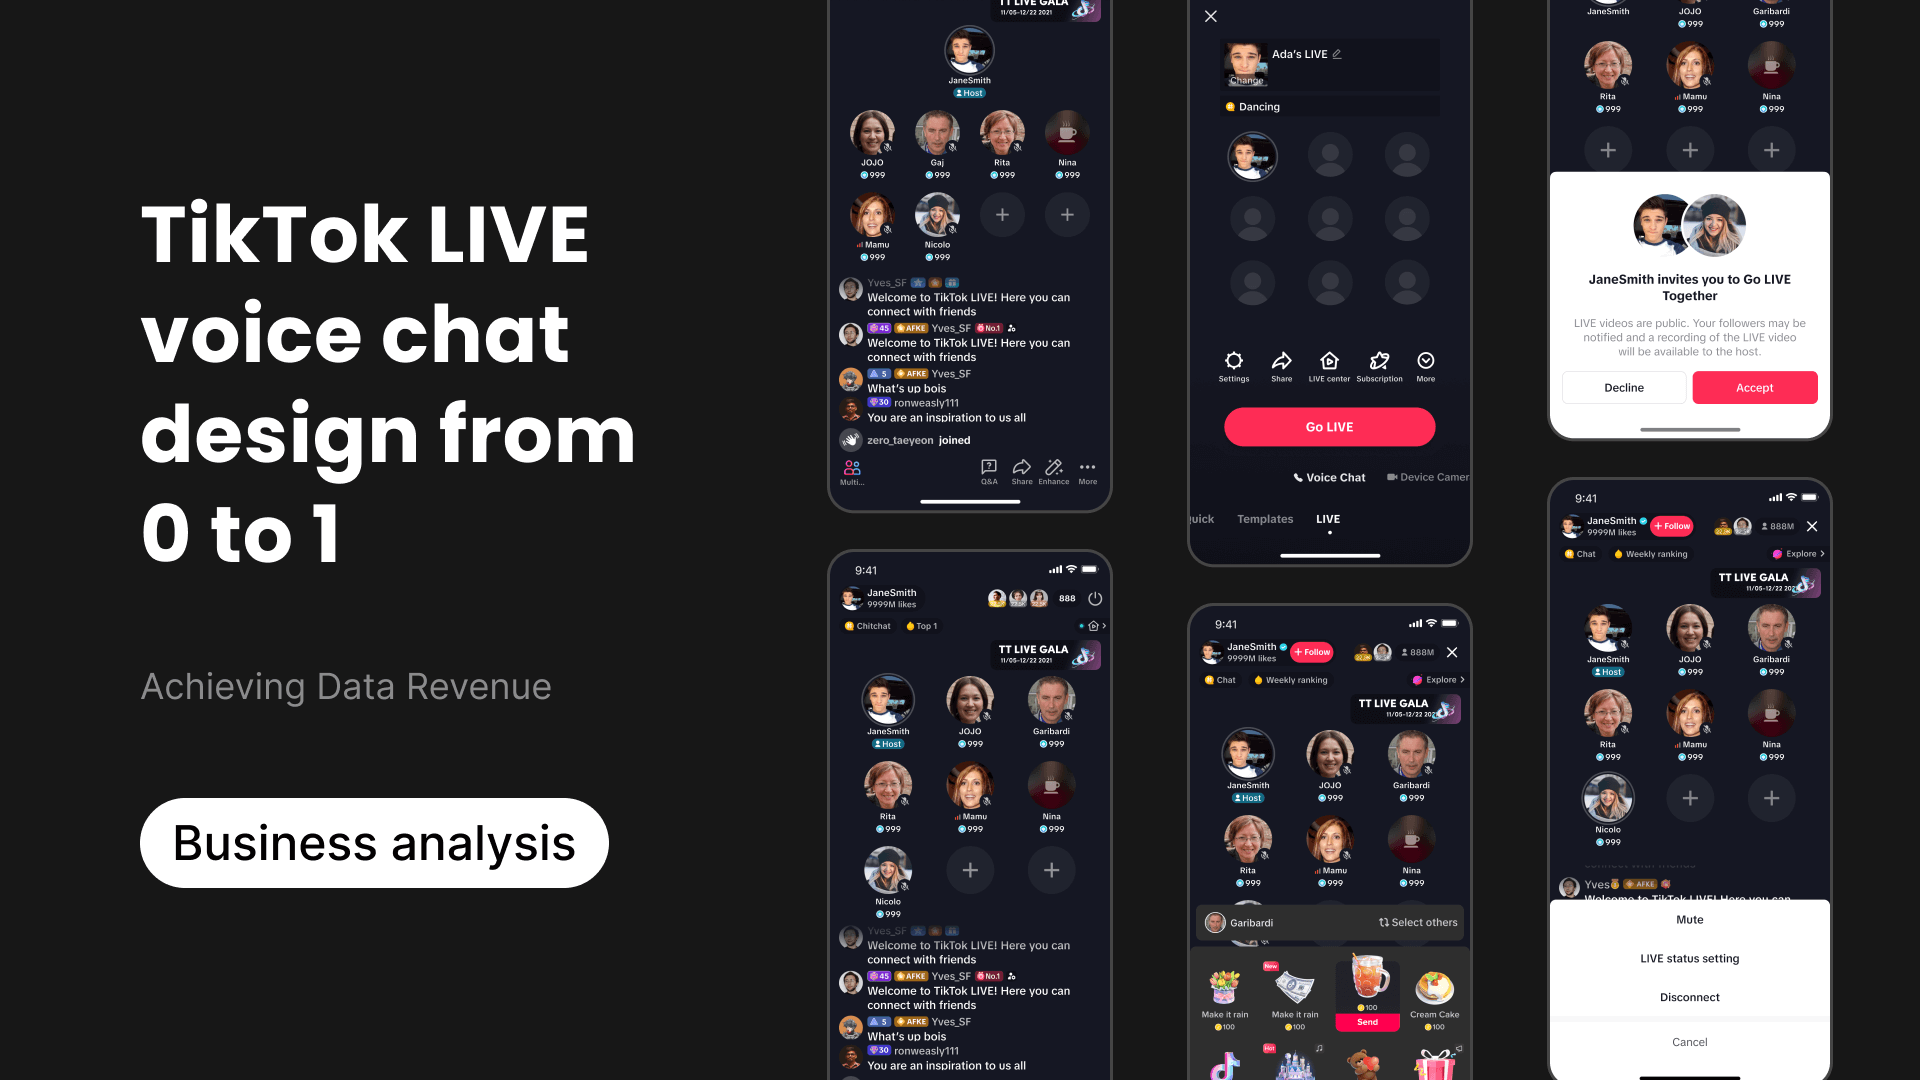 TikTok LIVE
voice chat
design from
0 to 1
Achieving Data Revenue
Business analysis
TT LIVE GALA
11/05-12/22 2021
JaneSmith
Host
JOJO
Gaj
Rita
Nina
999
999
999
999
Mamu
Nicolo
999
999
Yves_SF
Welcome to TikTok LIVE! Here you can
connect with friends
45 AFKE Yves_SF No.1
Welcome to TikTok LIVE! Here you can
connect with friends
5 AFKE Yves_SF
What's up bois
30 ronweasly111
You are an inspiration to us all
zero_taeyeon joined
Multi... Q&A Share Enhance More
9:41
JaneSmith
9999M likes
888
Chitchat Top 1
TT LIVE GALA
11/05-12/22 2021
JaneSmith JOJO Garibardi
Host 999 999
Rita Mamu Nina
999 999 999
Nicolo
999
Yves_SF
Welcome to TikTok LIVE! Here you can
connect with friends
45 AFKE Yves_SF No.1
Welcome to TikTok LIVE! Here you can
connect with friends
5 AFKE Yves_SF
What's up bois
30 ronweasly111
You are an inspiration to us all
Ada's LIVE
Change
Dancing
Settings Share LIVE center Subscription More
Go LIVE
Voice Chat Device Camer
uick Templates LIVE
9:41
JaneSmith
9999M likes
+ Follow
888M
Chat Weekly ranking Explore
TT LIVE GALA
11/05-12/22 202
JaneSmith JOJO Garibardi
Host 999 999
Rita Mamu Nina
999 999 999
Garibardi Select others
New
Make it rain Make it rain 100 Cream Cake
100 100 Send 100
Hot
JaneSmith JOJO Garibardi
999 999
Rita Mamu Nina
999 999 999
JaneSmith invites you to Go LIVE
Together
LIVE videos are public. Your followers may be
notified and a recording of the LIVE video
will be available to the host.
Decline Accept
9:41
JaneSmith
9999M likes
+ Follow
888M
Chat Weekly ranking Explore
TT LIVE GALA
11/05-12/22 202
JaneSmith JOJO Garibardi
Host 999 999
Rita Mamu Nina
999 999 999
Nicolo
999
connect with friends
Yves AFKE
Welcome to TikTok LIVE! Here you can
Mute
LIVE status setting
Disconnect
Cancel